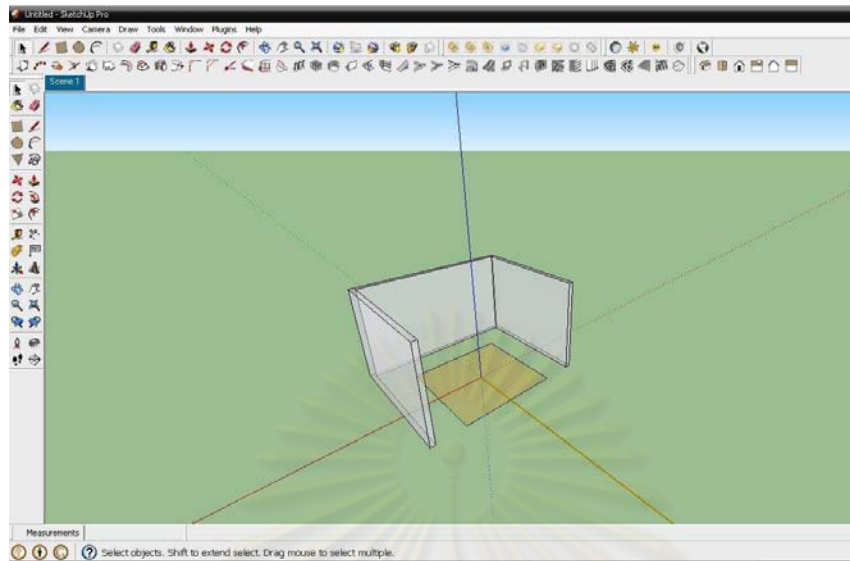 Untitled - SketchUp Pro
File Edit View Camera Draw Tools Window Plugins Help
Scene 1
Measurements
Select objects. Shift to extend select. Drag mouse to select multiple.